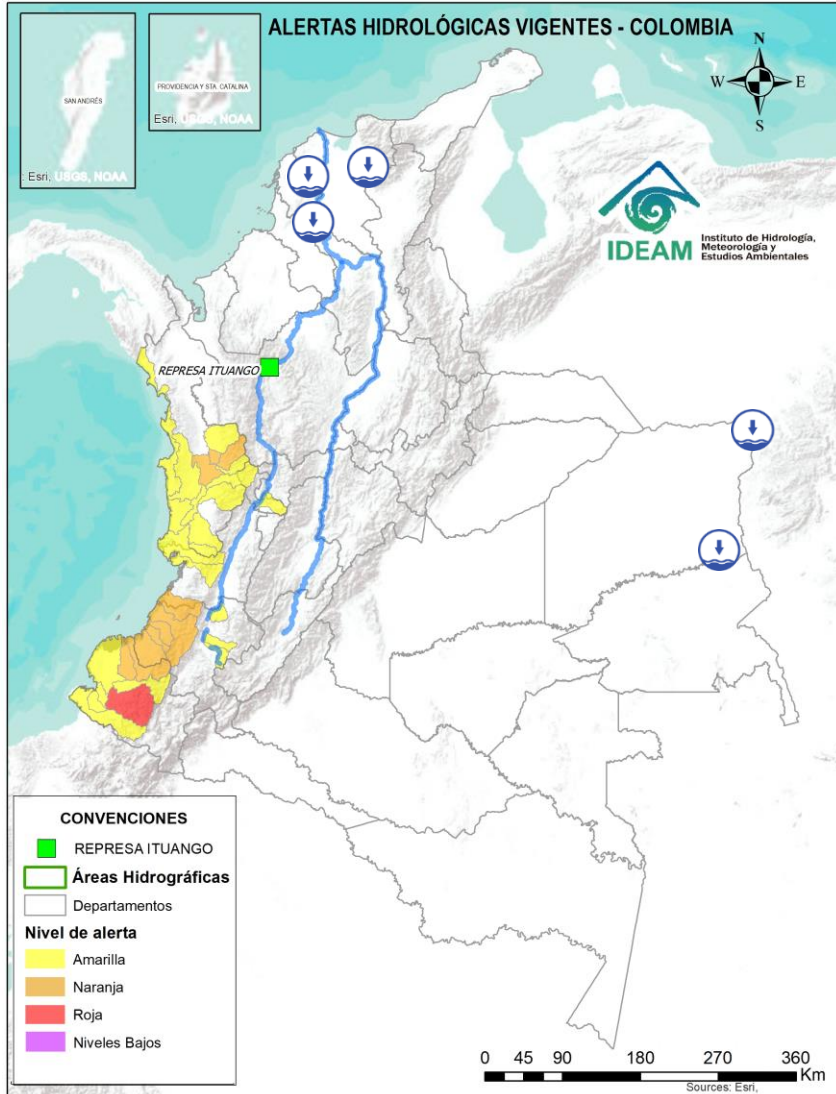 ALERTAS HIDROLÓGICAS VIGENTES - COLOMBIA
SAN ANDRÉS
: Esri, USGS, NOAA
PROVIDENCIA Y STA. CATALINA
Esri, USGS, NOAA
N
W E
S
IDEAM
Instituto de Hidrología,
Meteorología y
Estudios Ambientales
REPRESA ITUANGO
CONVENCIONES
REPRESA ITUANGO
Áreas Hidrográficas
Departamentos
Nivel de alerta
Amarilla
Naranja
Roja
Niveles Bajos
0 45 90 180 270 360
Km
Sources: Esri,